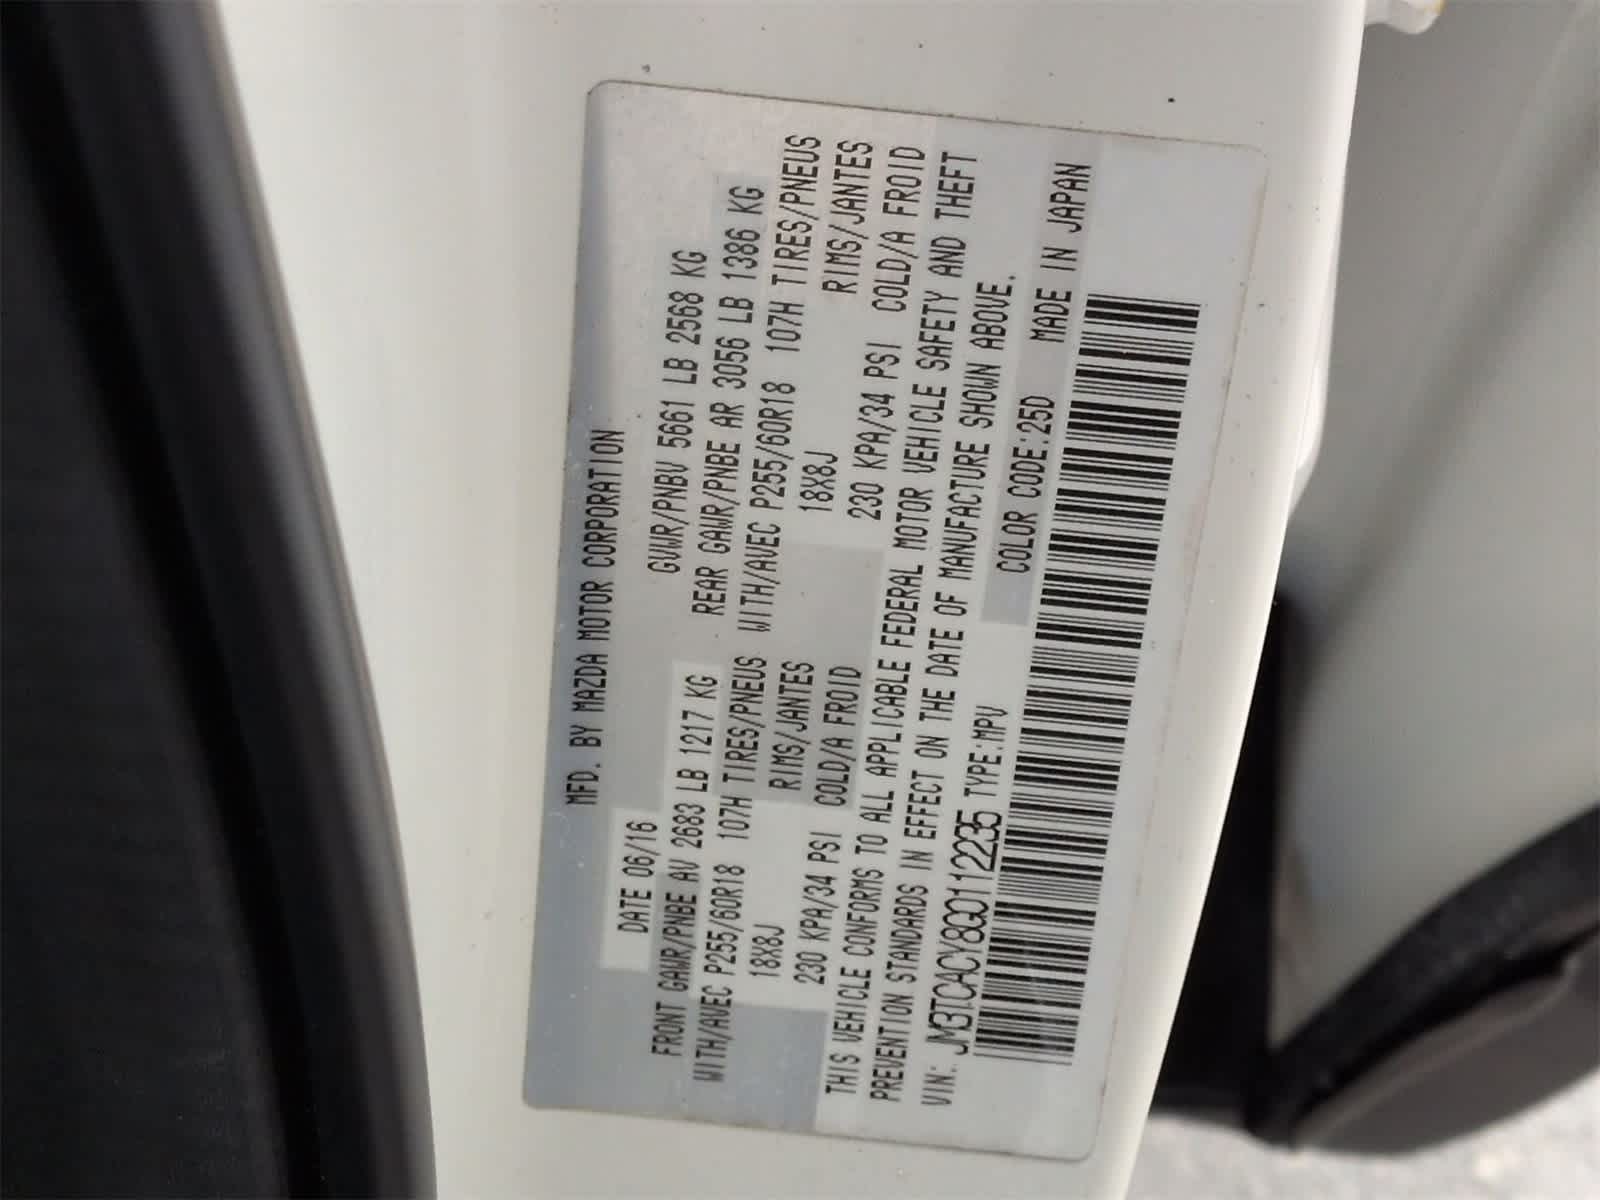 MFD. BY MAZDA MOTOR CORPORATION
DATE 06/16 GVWR/PNBV 5661 LB 2568 KG
FRONT GAWR/PNBE AV 2683 LB 1217 KG REAR GAWR/PNBE AR 3056 LB 1386 KG
WITH/AVEC P255/60R18 107H TIRES/PNEUS WITH/AVEC P255/60R18 107H TIRES/PNEUS
18X8J RIMS/JANTES 18X8J RIMS/JANTES
230 KPA/34 PSI COLD/A FROID 230 KPA/34 PSI COLD/A FROID
THIS VEHICLE CONFORMS TO ALL APPLICABLE FEDERAL MOTOR VEHICLE SAFETY AND THEFT
PREVENTION STANDARDS IN EFFECT ON THE DATE OF MANUFACTURE SHOWN ABOVE.
VIN: JM3TCACY8G0112235 TYPE:MPV COLOR CODE:25D MADE IN JAPAN